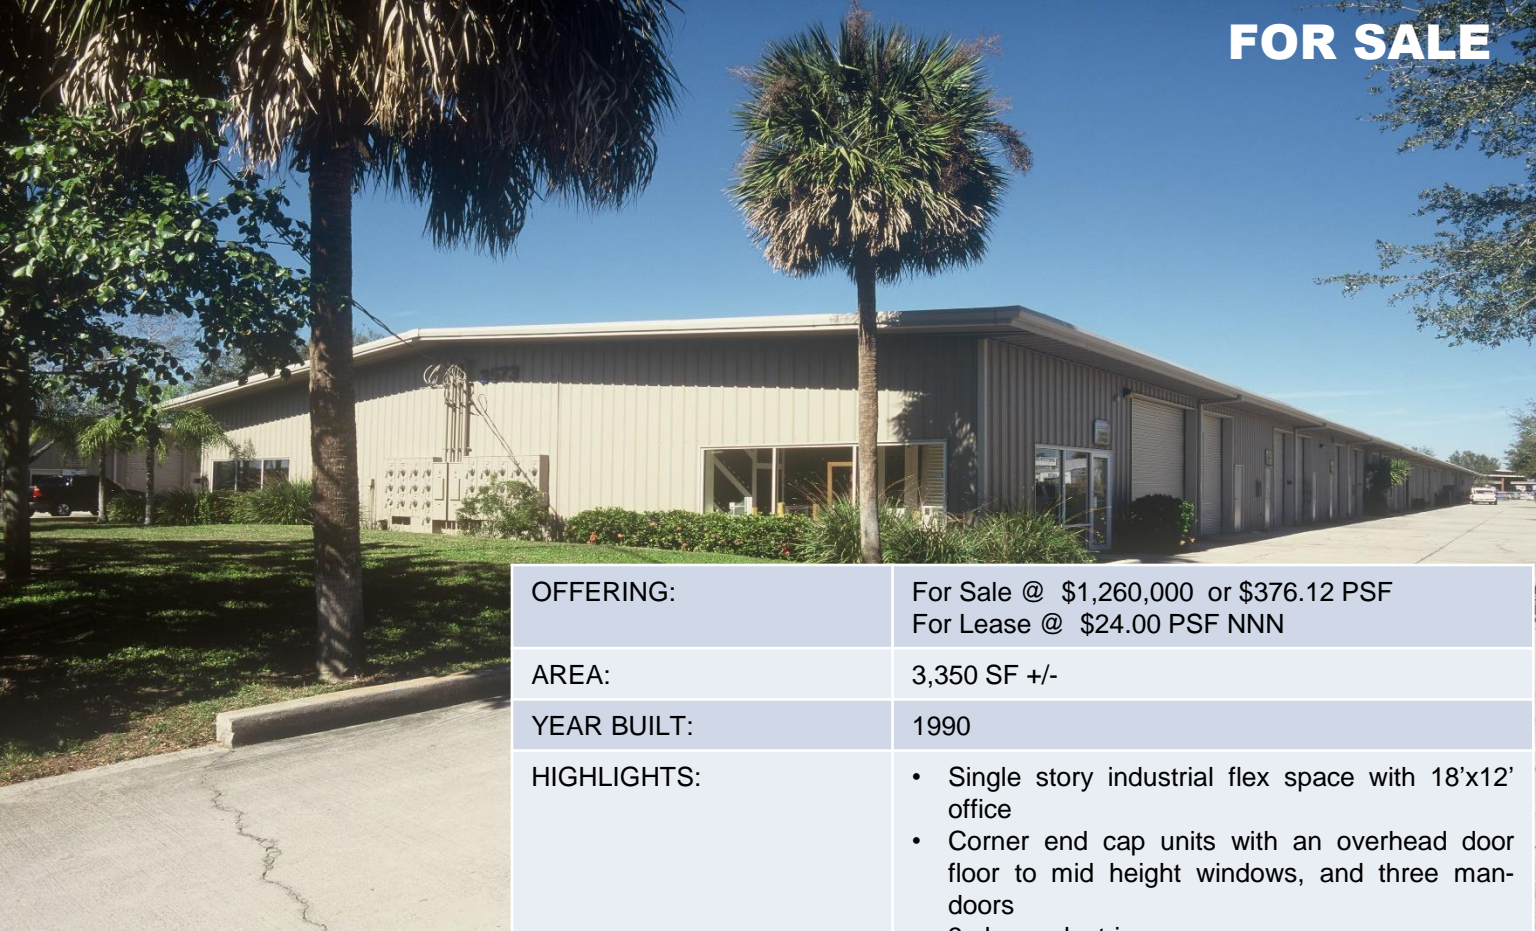 FOR SALE
3573
OFFERING:
For Sale @ $1,260,000 or $376.12 PSF
For Lease @ $24.00 PSF NNN
AREA:
3,350 SF +/-
YEAR BUILT:
1990
HIGHLIGHTS:
• Single story industrial flex space with 18’x12’
office
• Corner end cap units with an overhead door
floor to mid height windows, and three man-
doors